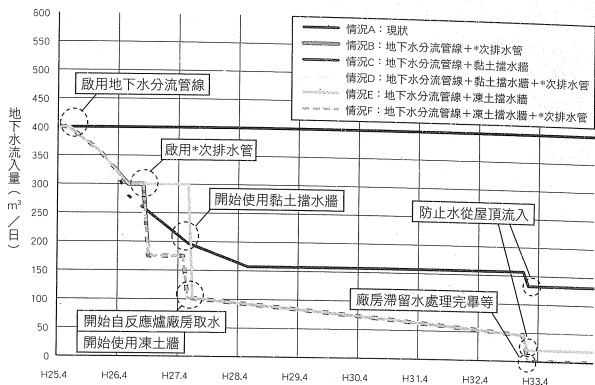 600
550
500
450
400
350
300
250
200
150
100
50
0
地下水流入量(m³/日)
情況A：現狀
情況B：地下水分流管線＋*次排水管
情況C：地下水分流管線＋黏土擋水牆
情況D：地下水分流管線＋黏土擋水牆＋*次排水管
情況E：地下水分流管線＋凍土擋水牆
情況F：地下水分流管線＋凍土擋水牆＋*次排水管
啟用地下水分流管線
啟用*次排水管
開始使用黏土擋水牆
防止水從屋頂流入
廠房滯留水處理完畢等
開始自反應爐廠房取水
開始使用凍土牆
H25.4 H26.4 H27.4 H28.4 H29.4 H30.4 H31.4 H32.4 H33.4